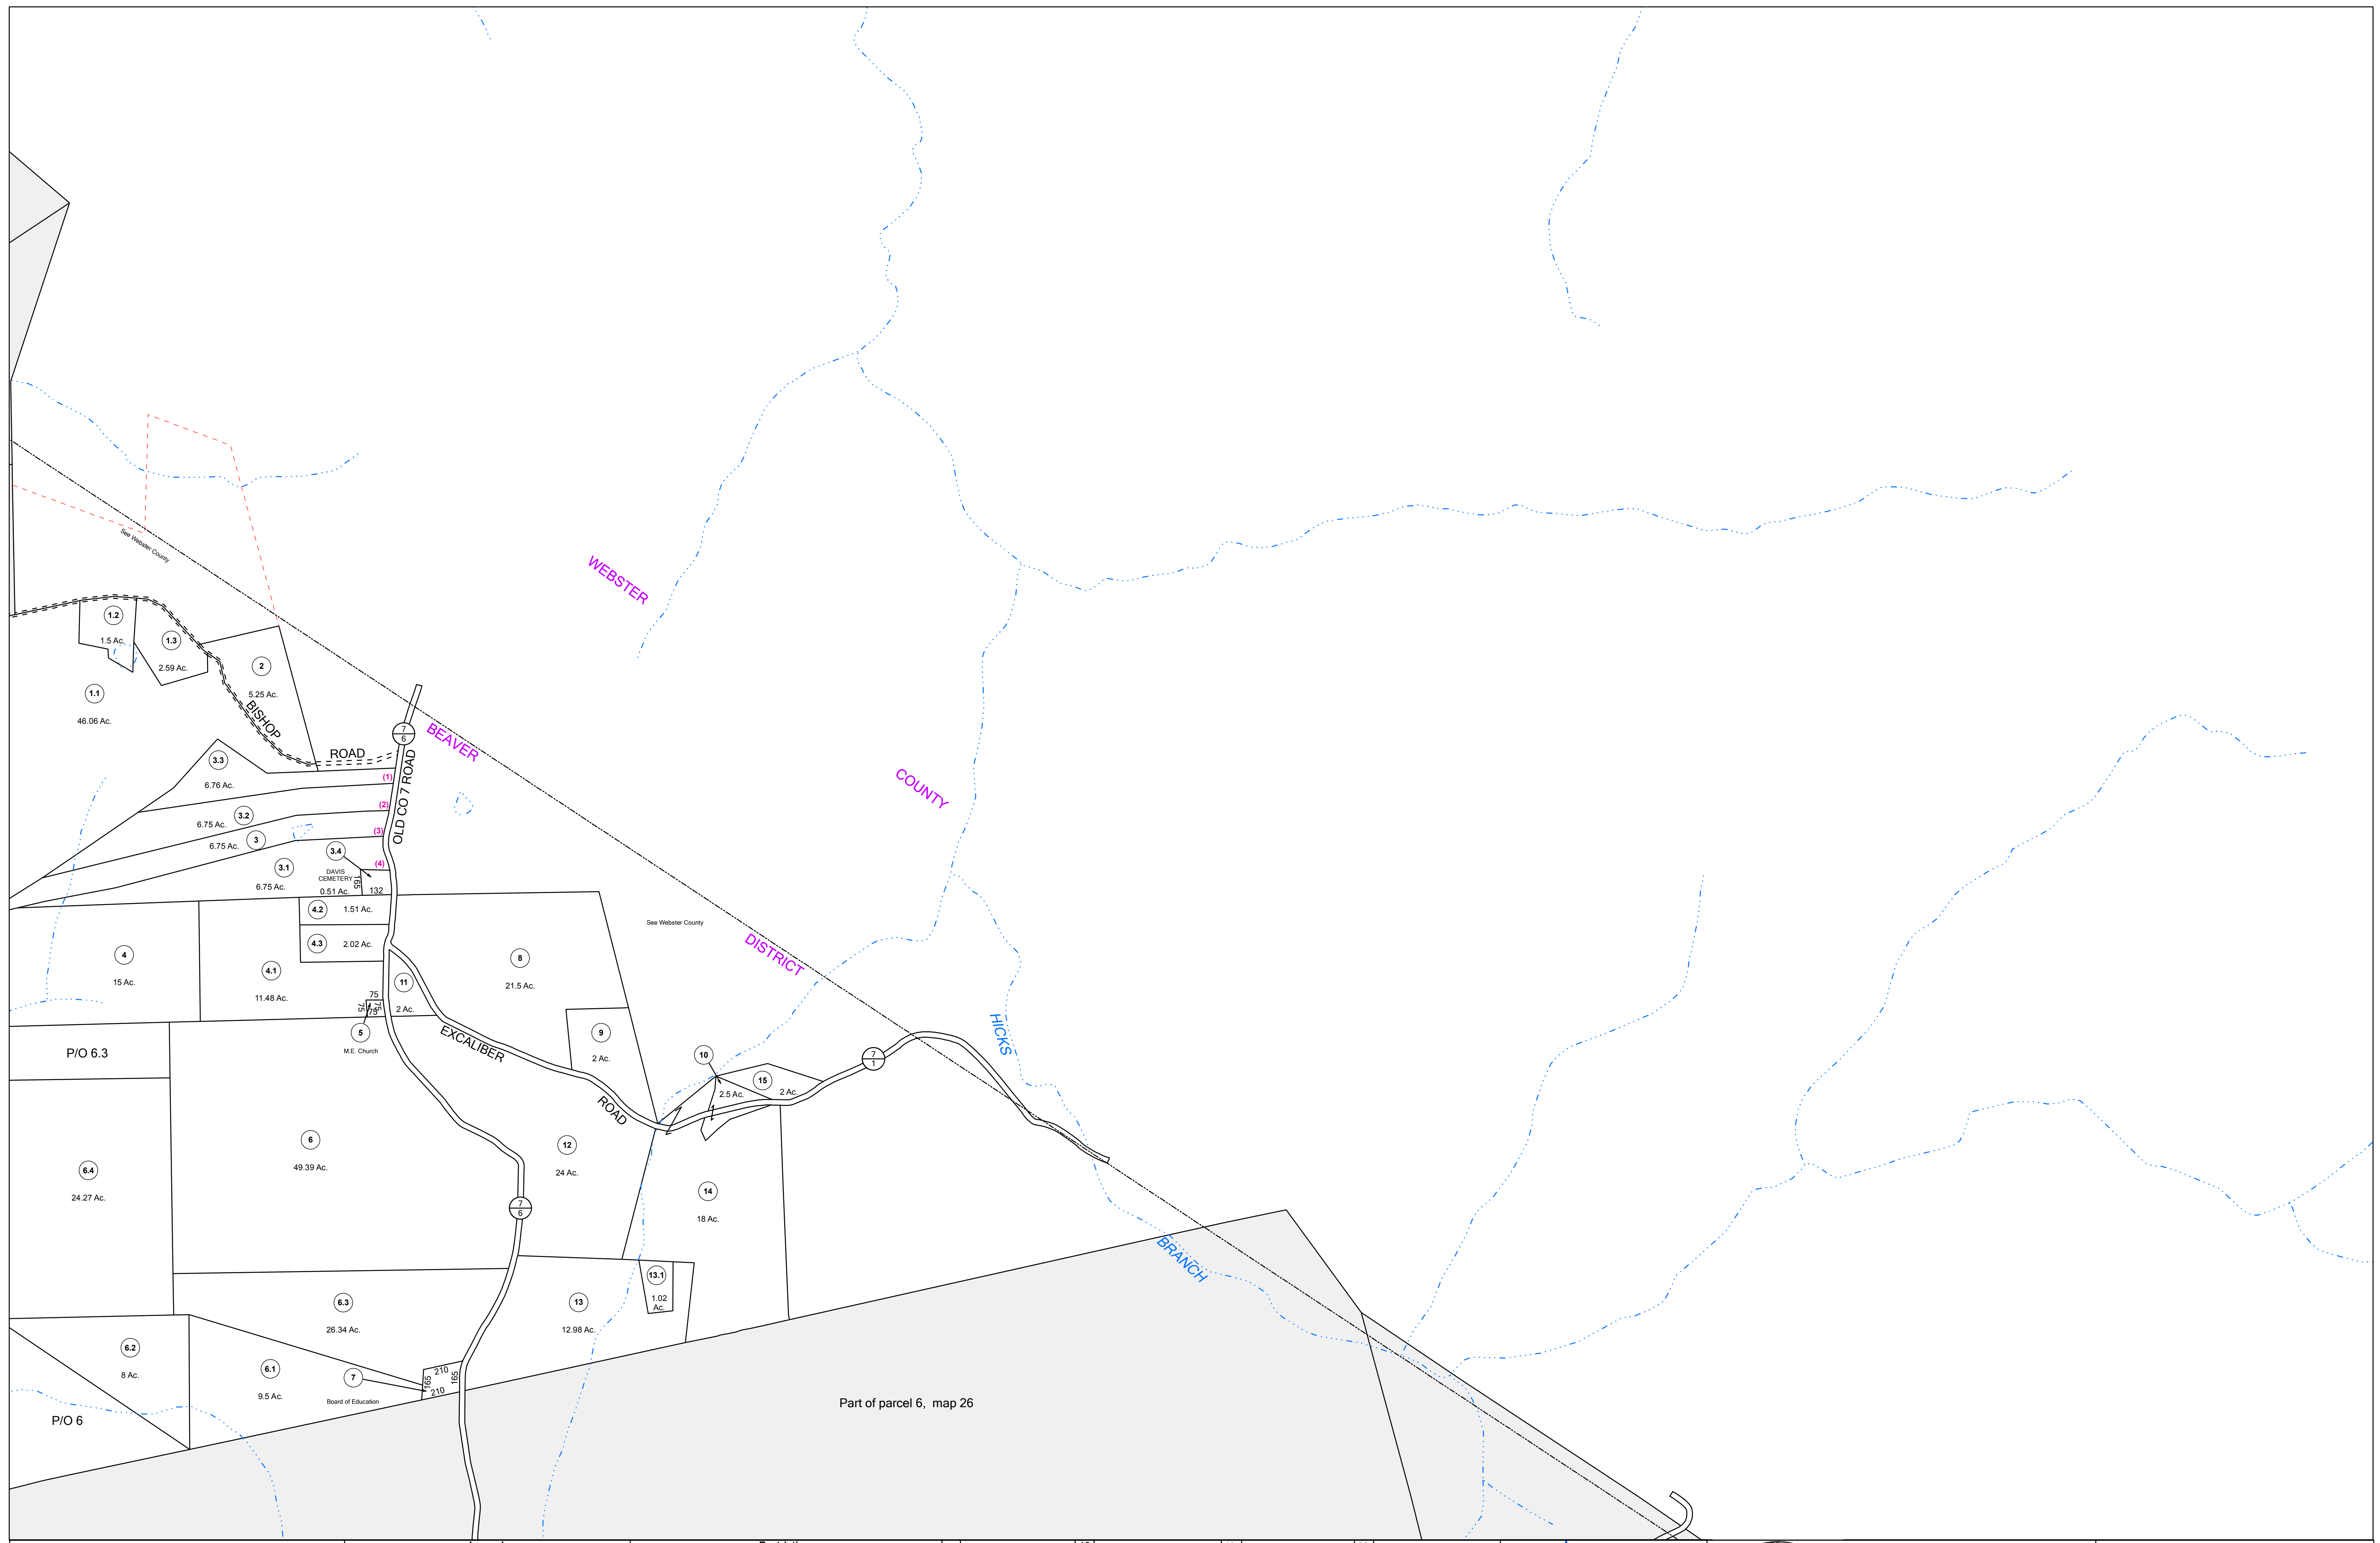 See Webster County
WEBSTER
1.2
1.5 Ac.
1.3
2.59 Ac.
2
5.25 Ac.
1.1
46.06 Ac.
BISHOP
ROAD
7
6
BEAVER
OLD CO 7 ROAD
COUNTY
3.3
6.76 Ac.
(1)
(2)
3.2
6.75 Ac.
(3)
3
6.75 Ac.
3.4
(4)
3.1
6.75 Ac.
DAVIS
CEMETERY
0.51 Ac.
165
132
4.2
1.51 Ac.
See Webster County
4.3
2.02 Ac.
DISTRICT
4
15 Ac.
4.1
11.48 Ac.
8
21.5 Ac.
11
2 Ac.
75
75
75
75
5
M.E. Church
EXCALIBER
9
2 Ac.
HICKS
P/O 6.3
10
2.5 Ac.
15
2 Ac.
7
1
ROAD
6
49.39 Ac.
12
24 Ac.
6.4
24.27 Ac.
14
18 Ac.
7
6
BRANCH
13.1
1.02
Ac.
6.3
26.34 Ac.
13
12.98 Ac.
6.2
8 Ac.
6.1
9.5 Ac.
7
Board of Education
210
165
165
210
P/O 6
Part of parcel 6, map 26